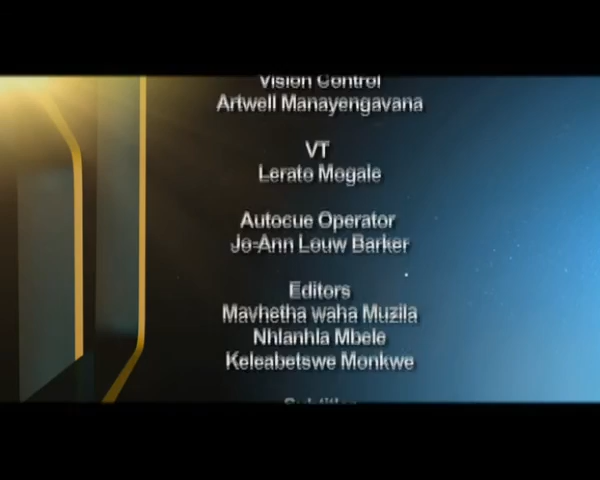 Vision Control
Artwell Manayengavana
VT
Lerato Mogale
Autocue Operator
Jo-Ann Louw Barker
Editors
Mavhetha waha Muzila
Nhlanhla Mbele
Keleabetswe Monkwe